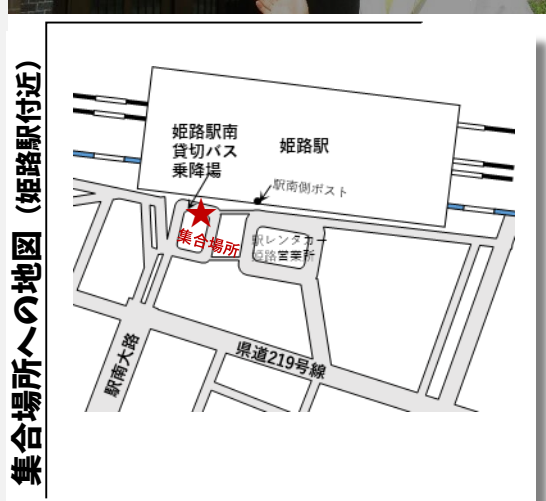 集合場所への地図（姫路駅付近）
姫路駅南
貸切バス
乗降場
姫路駅
駅南側ポスト
集合場所
駅レンタカー
姫路営業所
県道219号線
駅南大路